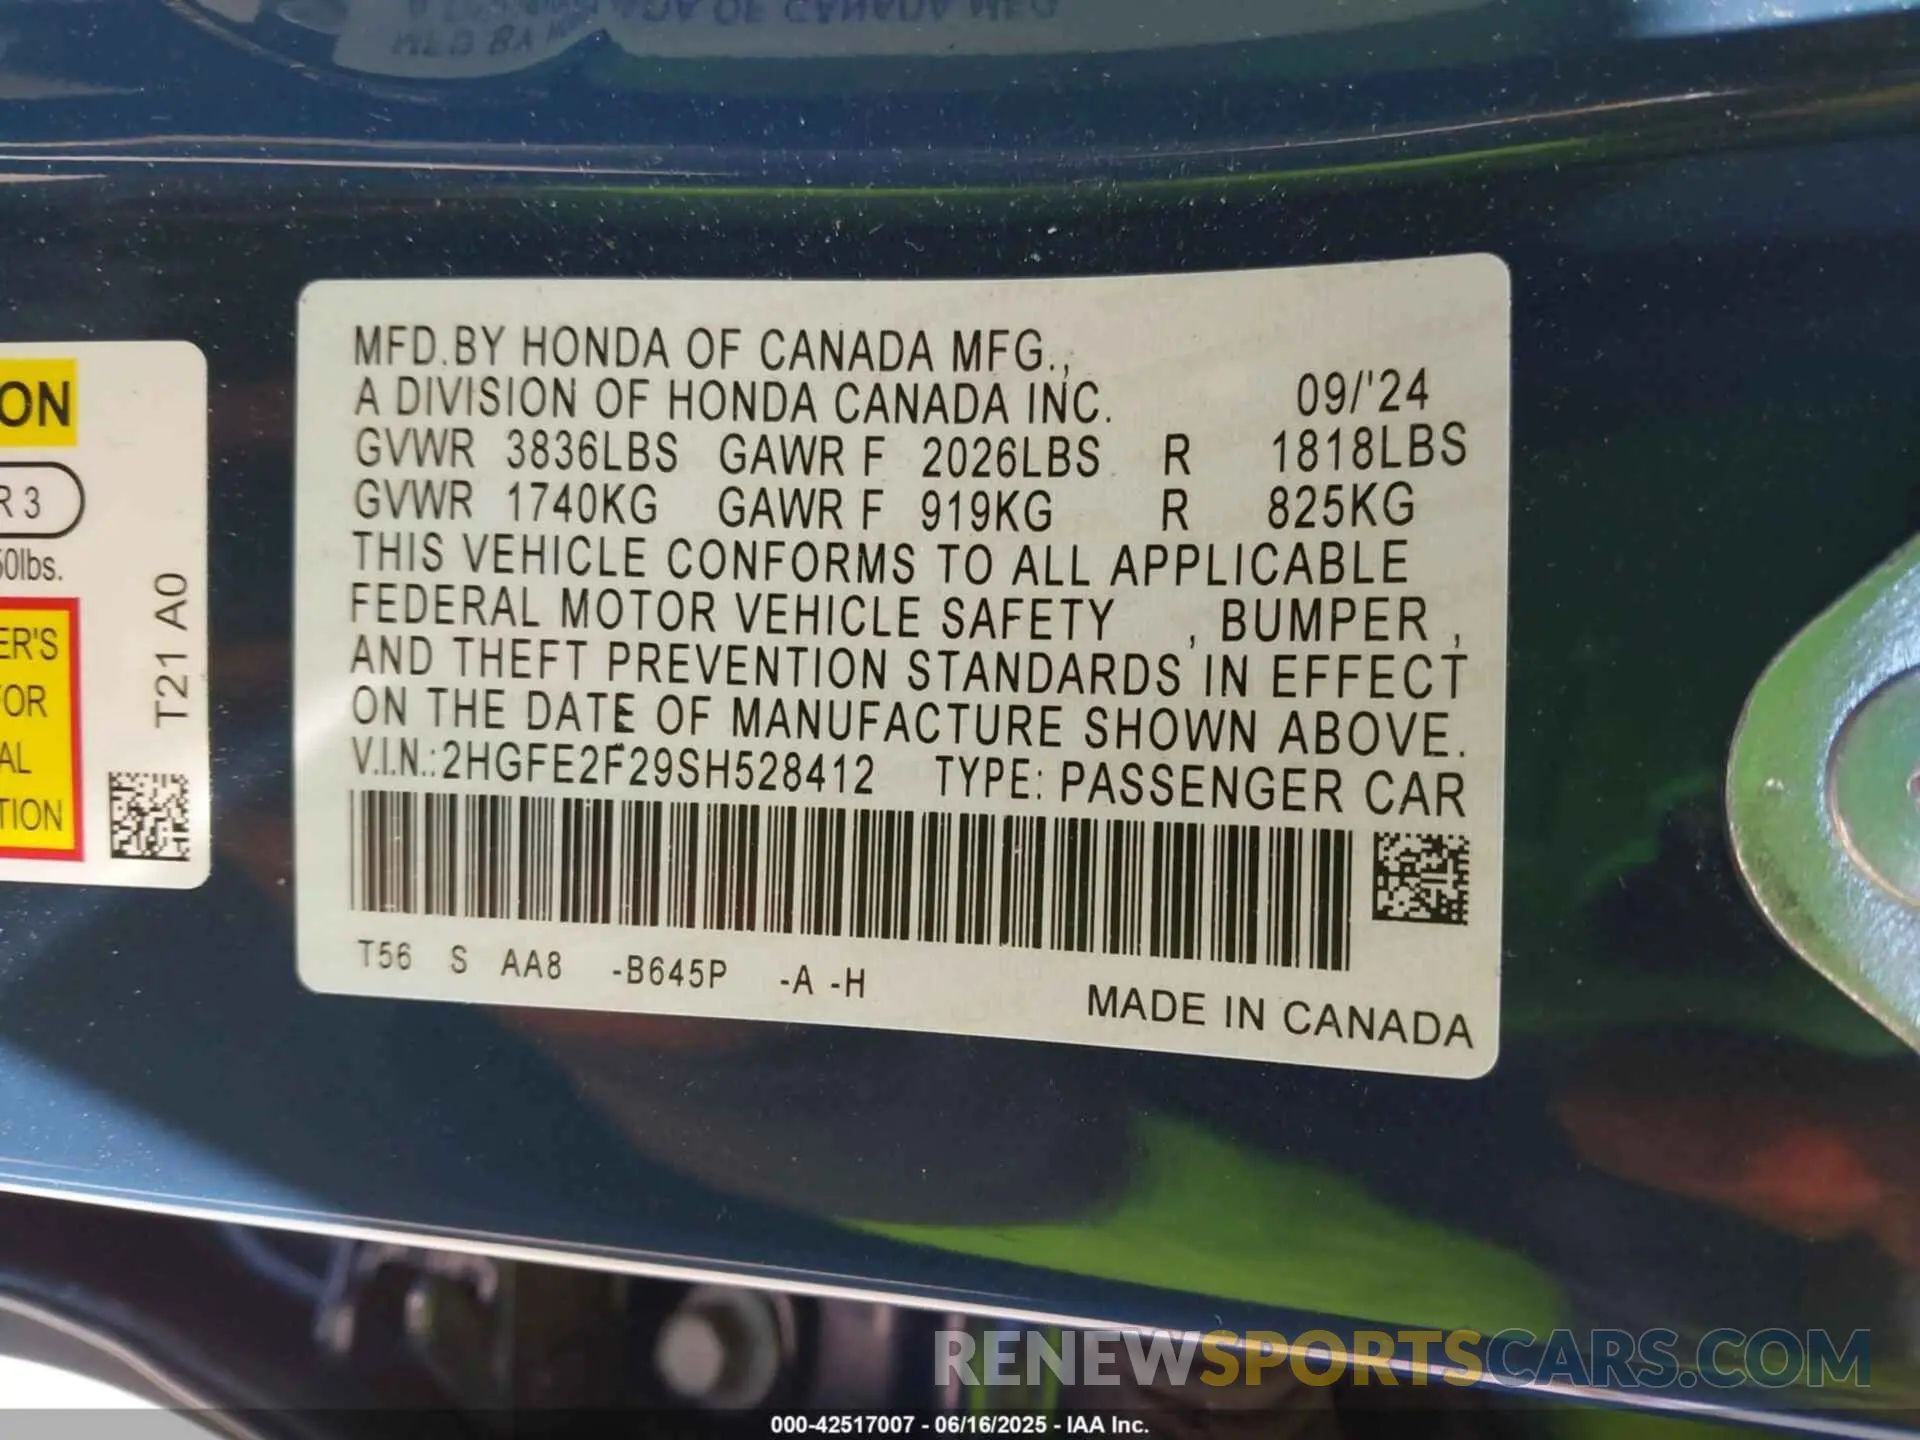 MFD.BY HONDA OF CANADA MFG.,
A DIVISION OF HONDA CANADA INC. 09/'24
GVWR 3836LBS GAWR F 2026LBS R 1818LBS
GVWR 1740KG GAWR F 919KG R 825KG
THIS VEHICLE CONFORMS TO ALL APPLICABLE
FEDERAL MOTOR VEHICLE SAFETY , BUMPER ,
AND THEFT PREVENTION STANDARDS IN EFFECT
ON THE DATE OF MANUFACTURE SHOWN ABOVE.
V.I.N.:2HGFE2F29SH528412 TYPE: PASSENGER CAR
T56 S AA8 -B645P -A -H
MADE IN CANADA
ON
R 3
50lbs.
ER'S
FOR
AL
TION
T21 A0
RENEWSPORTSCARS.COM
000-42517007 - 06/16/2025 - IAA Inc.